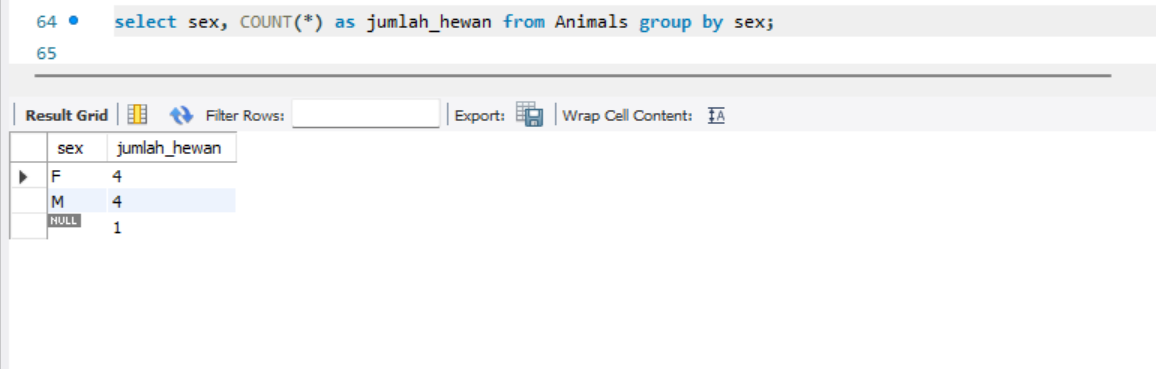 64 select sex, COUNT(*) as jumlah_hewan from Animals group by sex;
65
Result Grid Filter Rows: Export: Wrap Cell Content: IA
sex jumlah_hewan
F 4
M 4
NULL 1